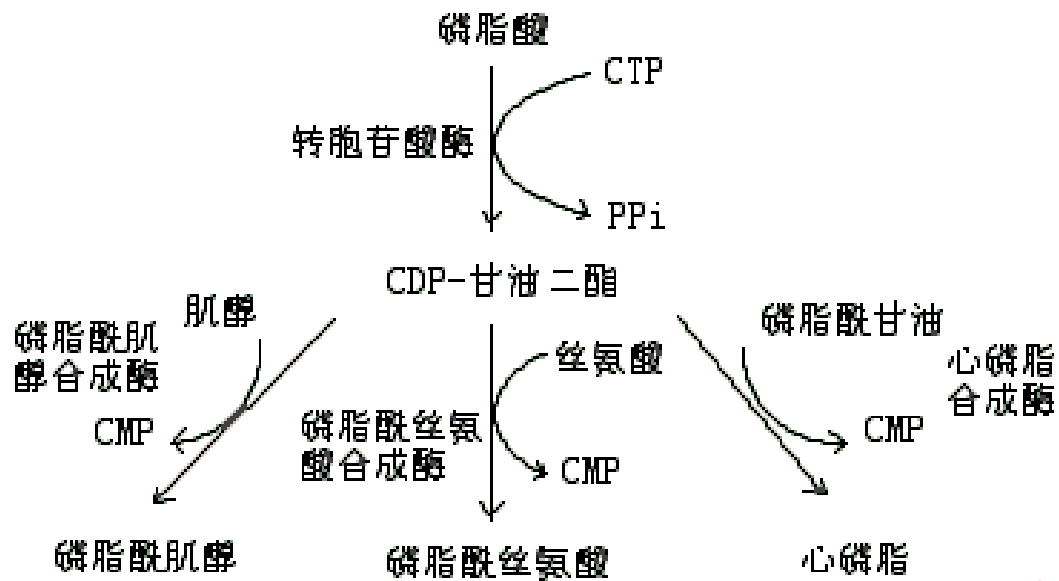 磷脂酸
CTP
转胞苷酸酶
PPi
CDP-甘油二酯
肌醇
磷脂酰肌
醇合成酶
CMP
丝氨酸
磷脂酰丝氨
酸合成酶
CMP
磷脂酰甘油
心磷脂
合成酶
CMP
磷脂酰肌醇
磷脂酰丝氨酸
心磷脂